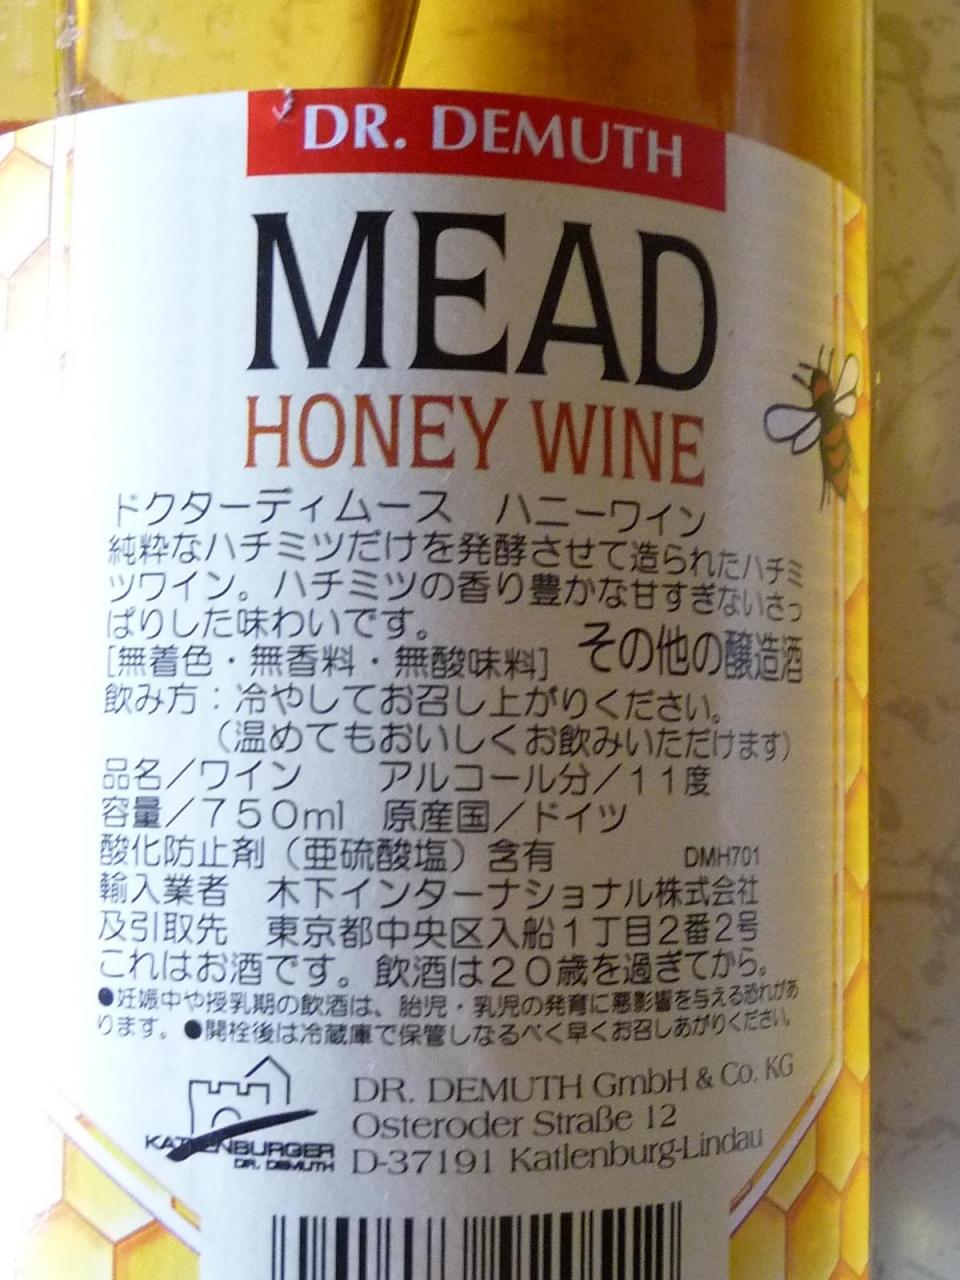 DR. DEMUTH
MEAD
HONEY WINE
ドクターディムース　ハニーワイン
純粋なハチミツだけを発酵させて造られたハチミ
ツワイン。ハチミツの香り豊かな甘すぎないさっ
ぱりした味わいです。
[無着色・無香料・無酸味料]　その他の醸造酒
飲み方：冷やしてお召し上がりください。
（温めてもおいしくお飲みいただけます）
品名／ワイン　アルコール分／１１度
容量／７５０ml　原産国／ドイツ
酸化防止剤（亜硫酸塩）含有　DMH701
輸入業者　木下インターナショナル株式会社
及引取先　東京都中央区入船１丁目２番２号
これはお酒です。飲酒は２０歳を過ぎてから。
●妊娠中や授乳期の飲酒は、胎児・乳児の発育に悪影響を与える恐れがあ
ります。●開栓後は冷蔵庫で保管しなるべく早くお召しあがりください。
KATLENBURGER
DR. DEMUTH
DR. DEMUTH GmbH & Co. KG
Osteroder Straße 12
D-37191 Katlenburg-Lindau